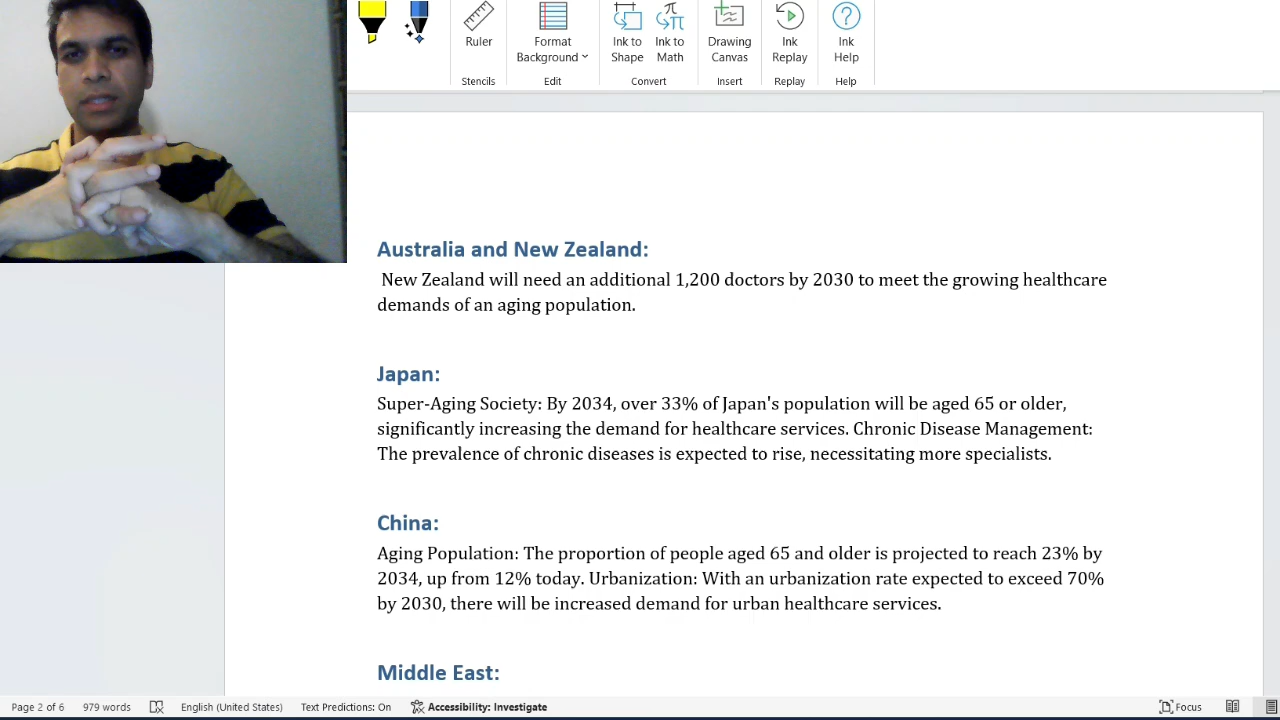 Ruler
Format
Background
Ink to
Shape
Ink to
Math
Drawing
Canvas
Ink
Replay
Ink
Help
Stencils
Edit
Convert
Insert
Replay
Help
Australia and New Zealand:
New Zealand will need an additional 1,200 doctors by 2030 to meet the growing healthcare
demands of an aging population.
Japan:
Super-Aging Society: By 2034, over 33% of Japan's population will be aged 65 or older,
significantly increasing the demand for healthcare services. Chronic Disease Management:
The prevalence of chronic diseases is expected to rise, necessitating more specialists.
China:
Aging Population: The proportion of people aged 65 and older is projected to reach 23% by
2034, up from 12% today. Urbanization: With an urbanization rate expected to exceed 70%
by 2030, there will be increased demand for urban healthcare services.
Middle East:
Page 2 of 6 979 words English (United States) Text Predictions: On Accessibility: Investigate Focus